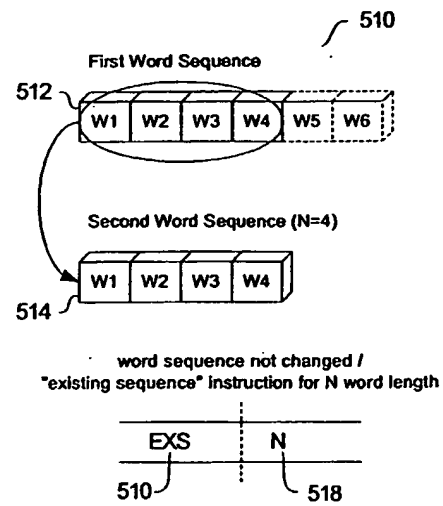 510
First Word Sequence
512
W1 W2 W3 W4 W5 W6
Second Word Sequence (N=4)
W1 W2 W3 W4
514
word sequence not changed /
"existing sequence" instruction for N word length
EXS N
510 518